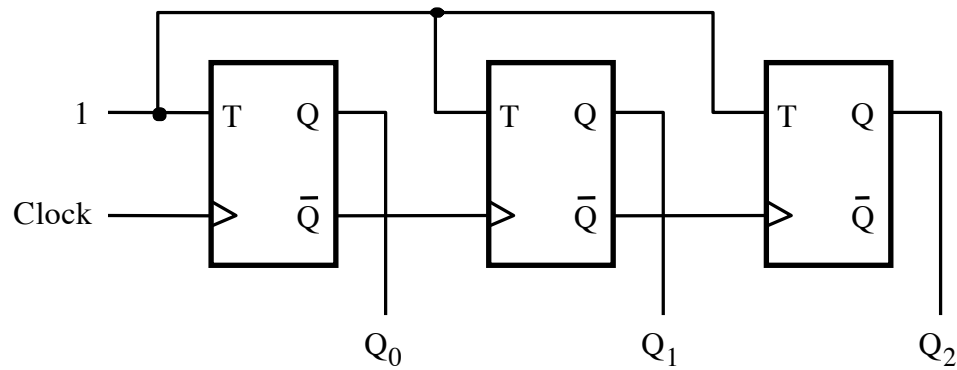 1 T Q T Q T Q
Clock Q̅ Q̅ Q̅
Q₀ Q₁ Q₂